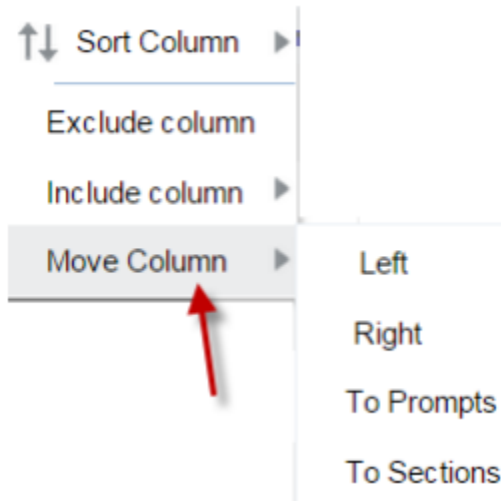 Sort Column
Exclude column
Include column
Move Column
Left
Right
To Prompts
To Sections